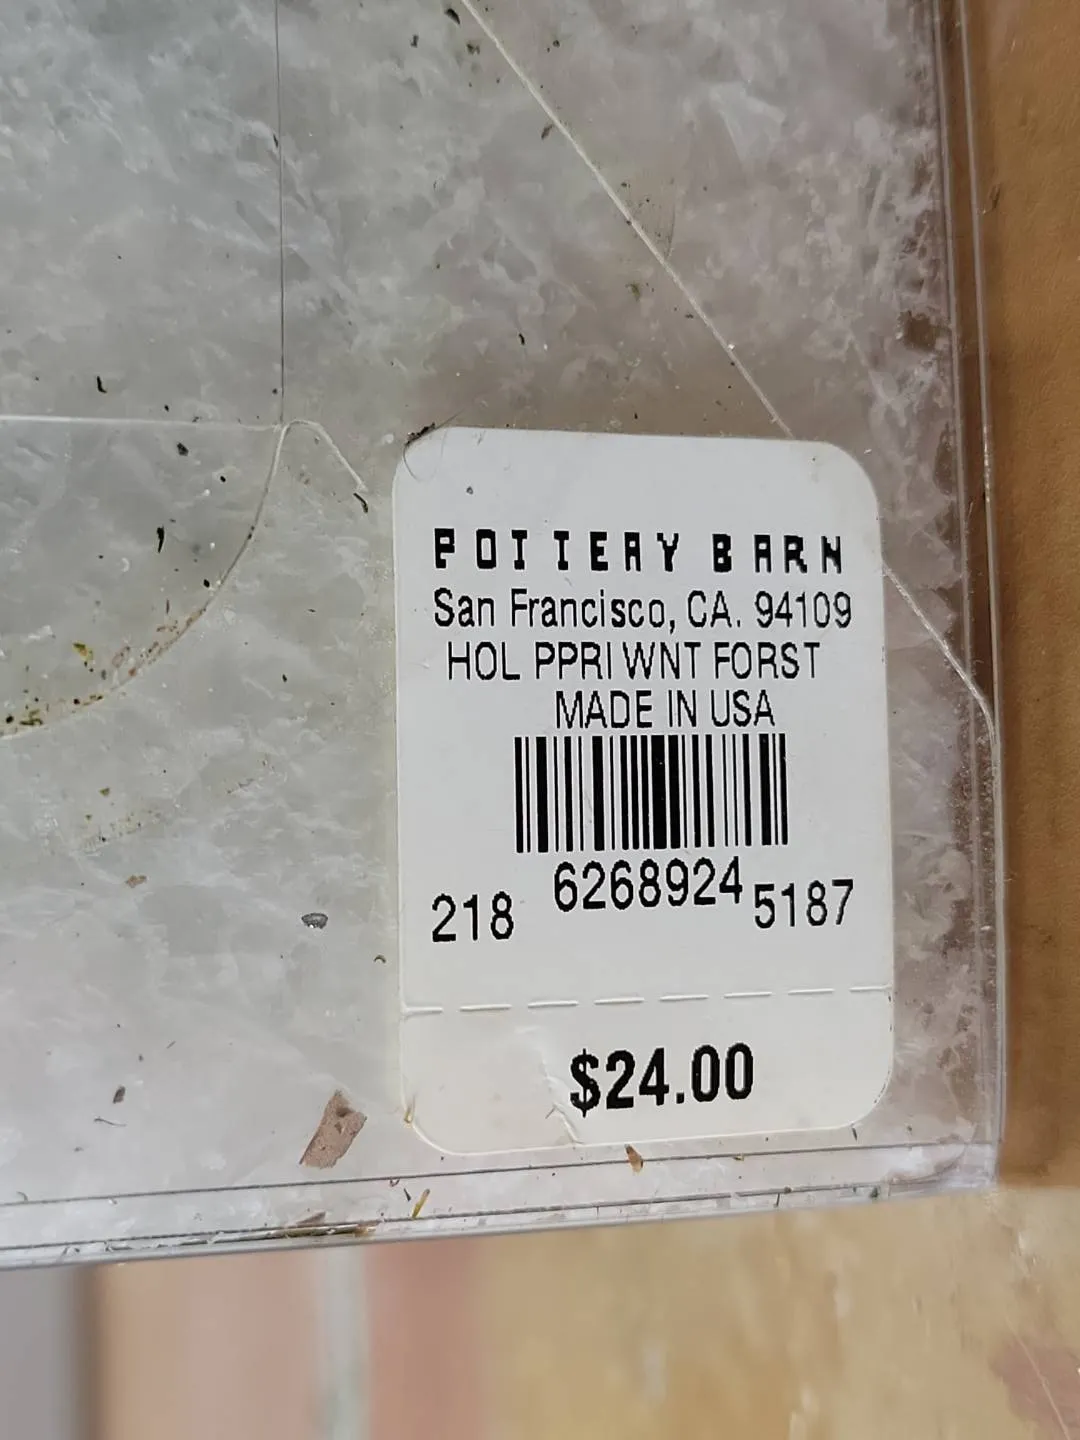 POTTERY BARN
San Francisco, CA. 94109
HOL PPRI WNT FORST
MADE IN USA
218 6268924 5187
$24.00